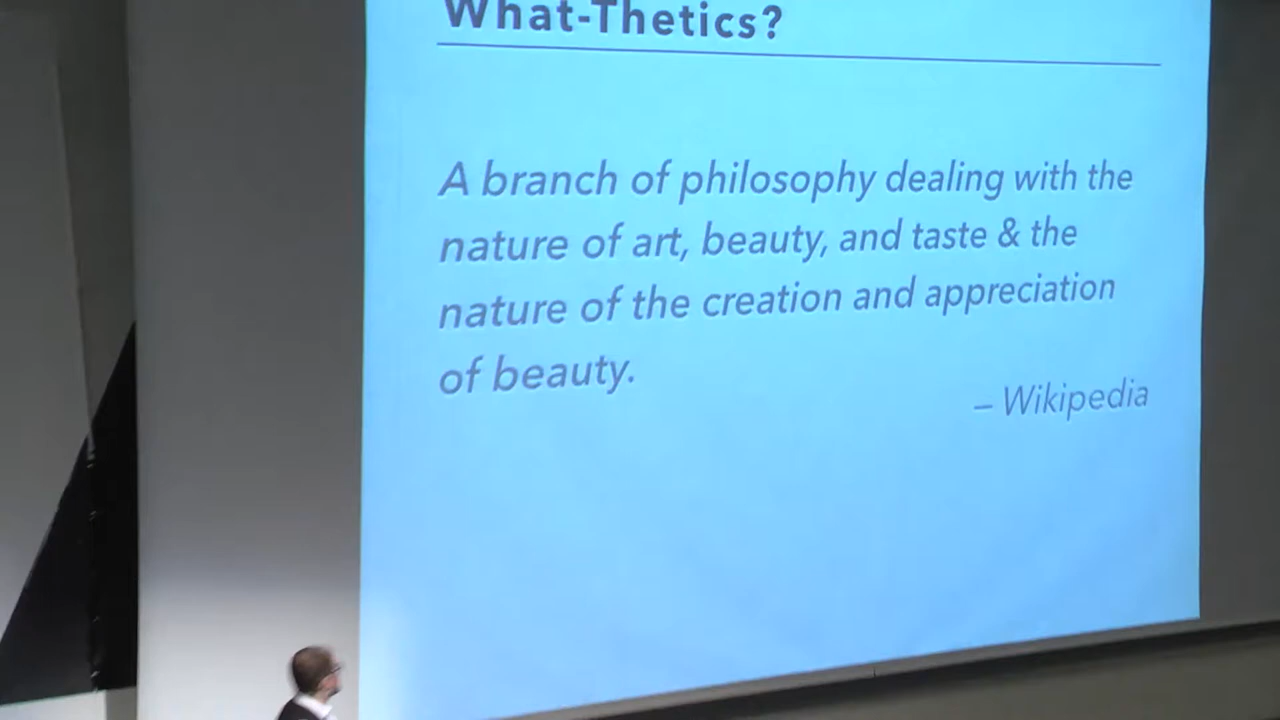 What-Thetics?
A branch of philosophy dealing with the
nature of art, beauty, and taste & the
nature of the creation and appreciation
of beauty.
– Wikipedia